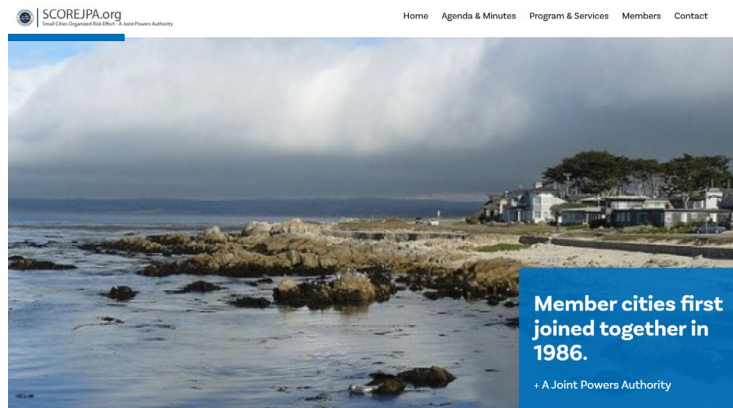 SCOREJPA.org
Small Cities Organized Risk Effort - A Joint Powers Authority
Home Agenda & Minutes Program & Services Members Contact
Member cities first
joined together in
1986.
+ A Joint Powers Authority